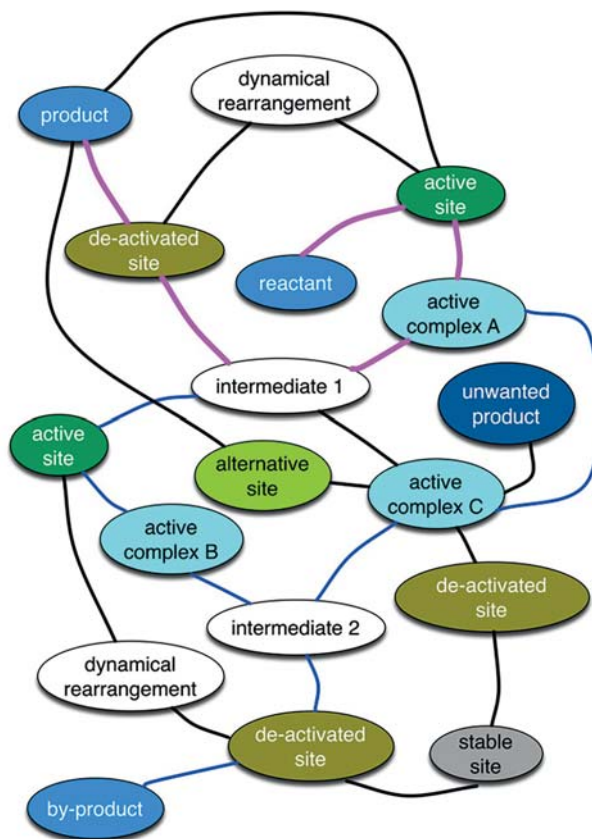 dynamical
rearrangement
product
active
site
de-activated
site
reactant
active
complex A
intermediate 1
unwanted
product
active
site
alternative
site
active
complex C
active
complex B
de-activated
site
intermediate 2
dynamical
rearrangement
de-activated
site
stable
site
by-product